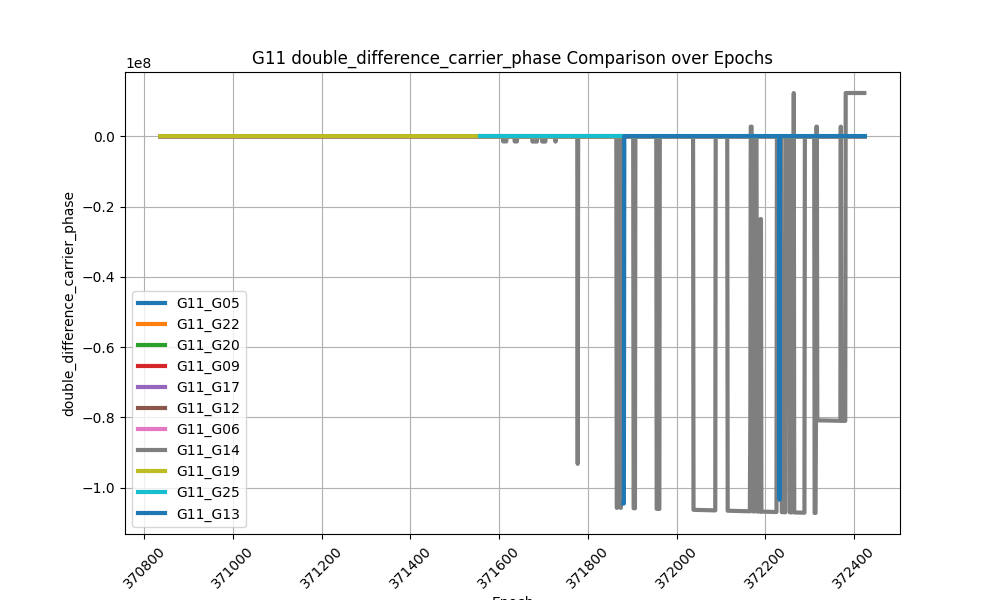 G11 double_difference_carrier_phase Comparison over Epochs
1e8
0.0
−0.2
−0.4
−0.6
−0.8
−1.0
double_difference_carrier_phase
G11_G05
G11_G22
G11_G20
G11_G09
G11_G17
G11_G12
G11_G06
G11_G14
G11_G19
G11_G25
G11_G13
370800
371000
371200
371400
371600
371800
372000
372200
372400
Epoch